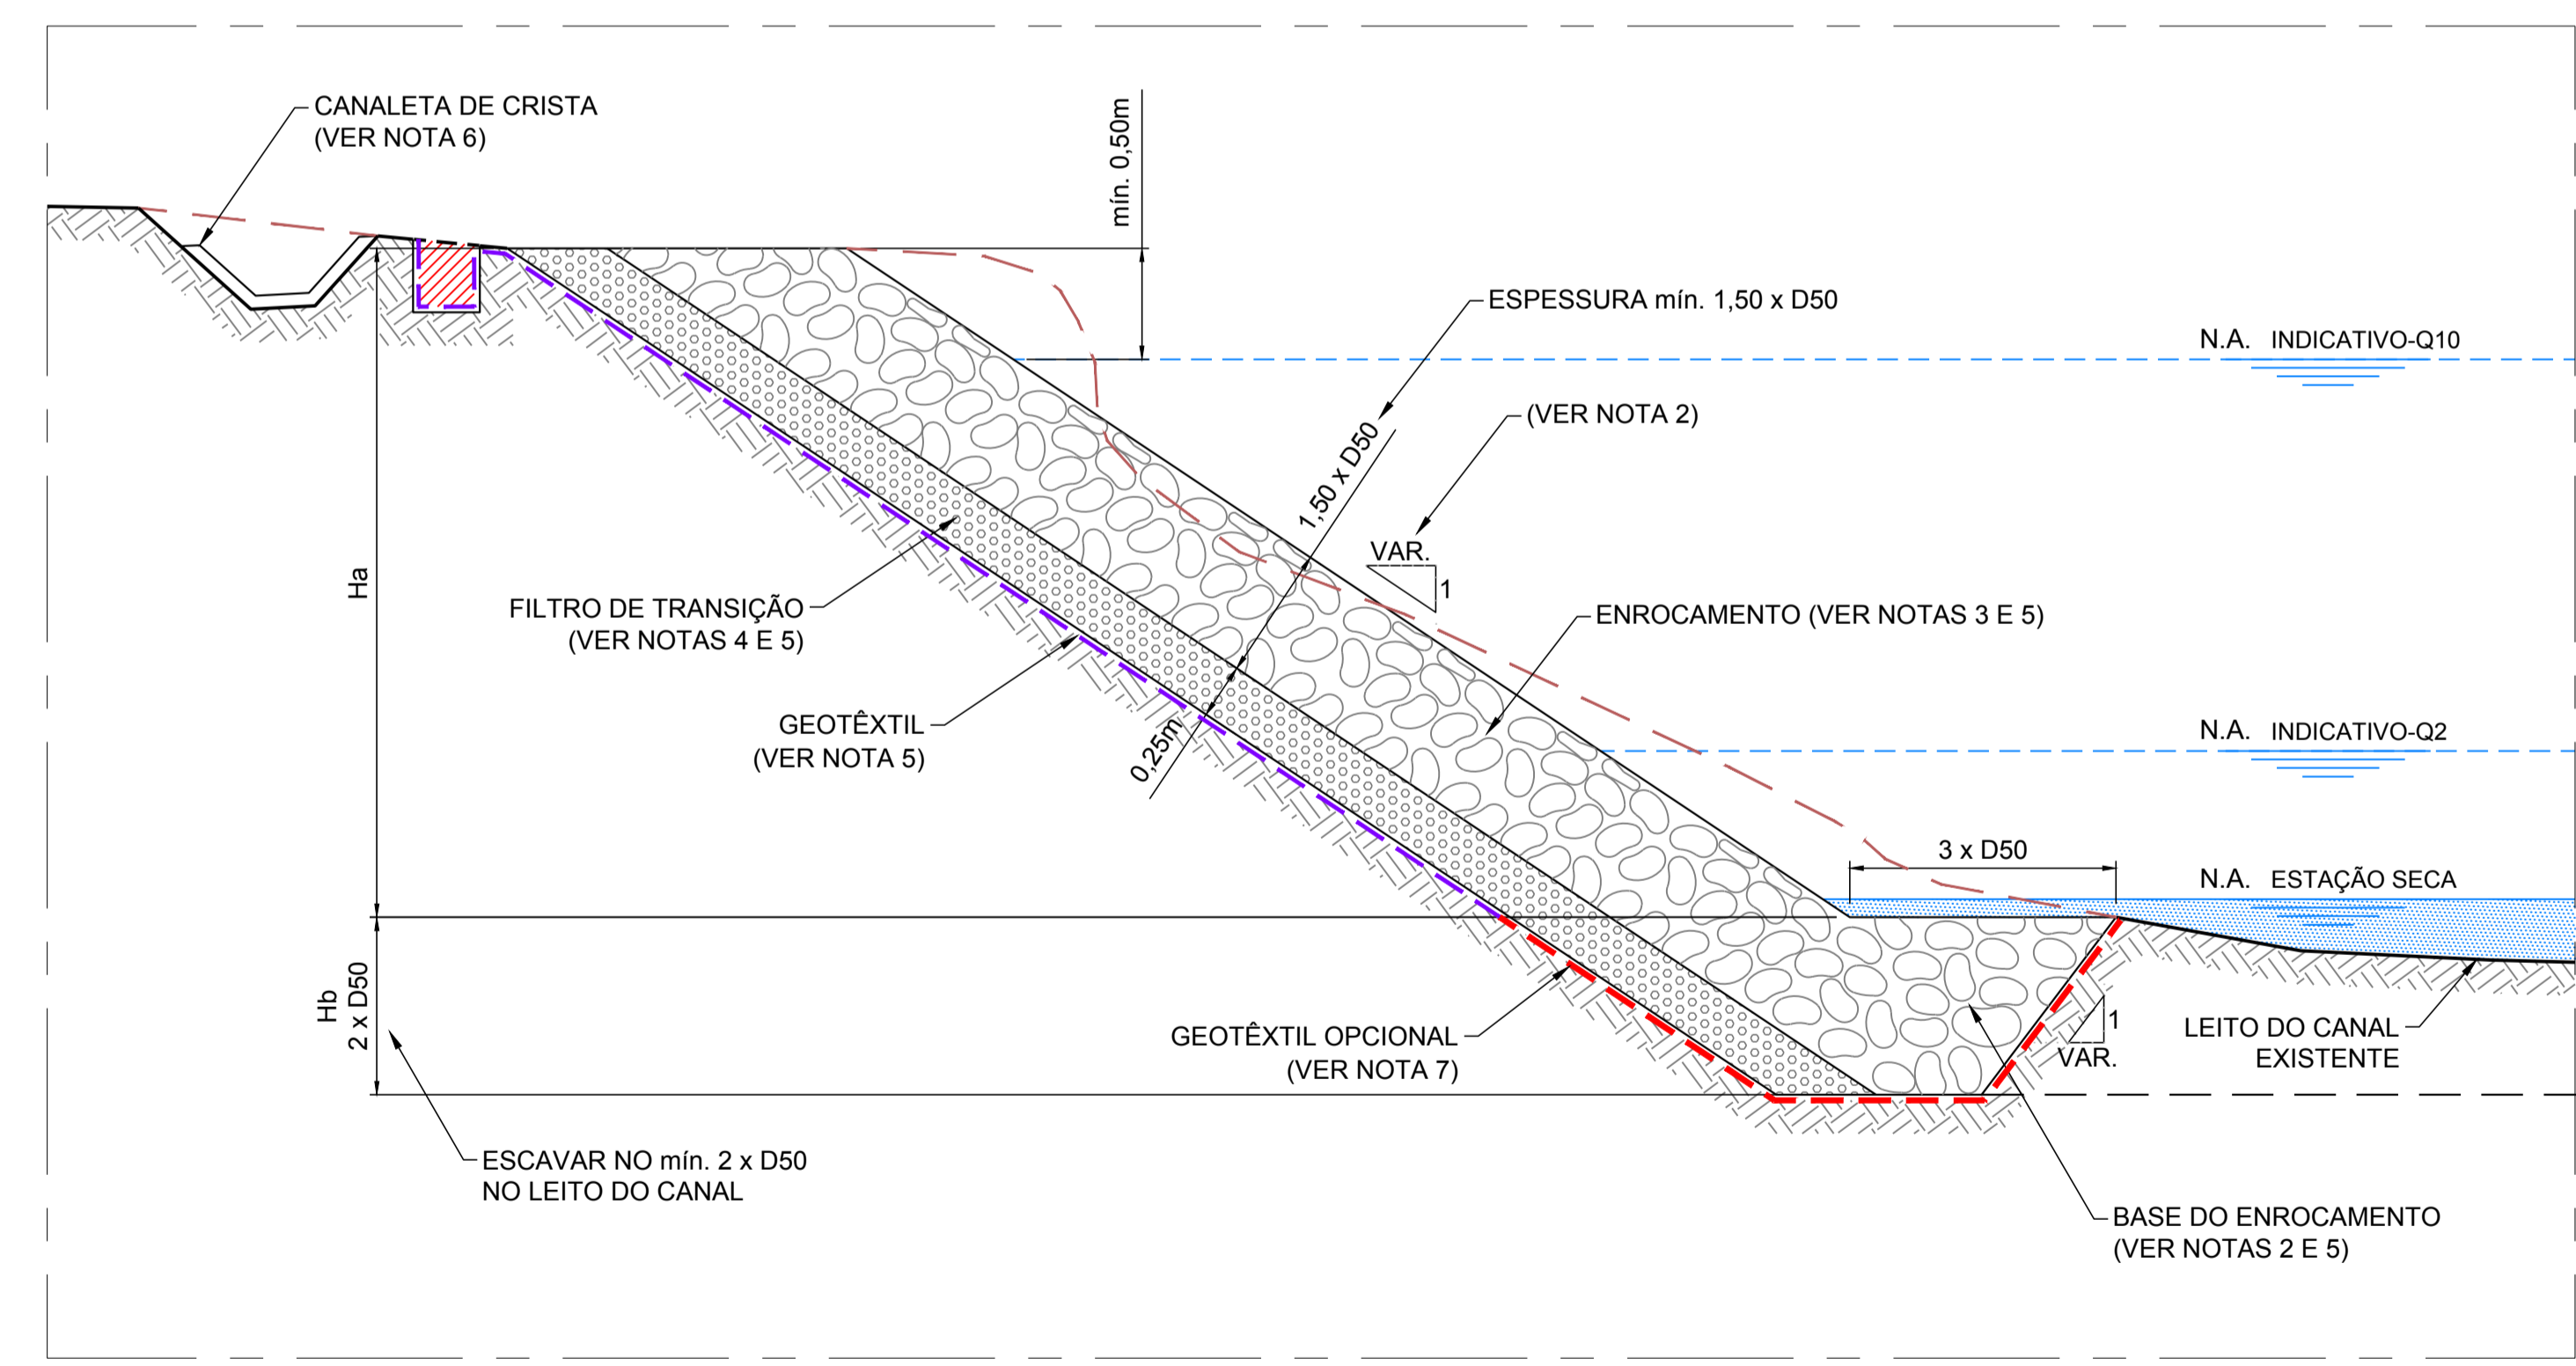 CANALETA DE CRISTA
(VER NOTA 6)
mín. 0,50m
ESPESSURA mín. 1,50 x D50
N.A. INDICATIVO-Q10
(VER NOTA 2)
1,50 x D50
VAR.
1
Ha
FILTRO DE TRANSIÇÃO
(VER NOTAS 4 E 5)
ENROCAMENTO (VER NOTAS 3 E 5)
GEOTÊXTIL
(VER NOTA 5)
0,25m
N.A. INDICATIVO-Q2
3 x D50
N.A. ESTAÇÃO SECA
Hb
2 x D50
GEOTÊXTIL OPCIONAL
(VER NOTA 7)
1
VAR.
LEITO DO CANAL
EXISTENTE
ESCAVAR NO mín. 2 x D50
NO LEITO DO CANAL
BASE DO ENROCAMENTO
(VER NOTAS 2 E 5)